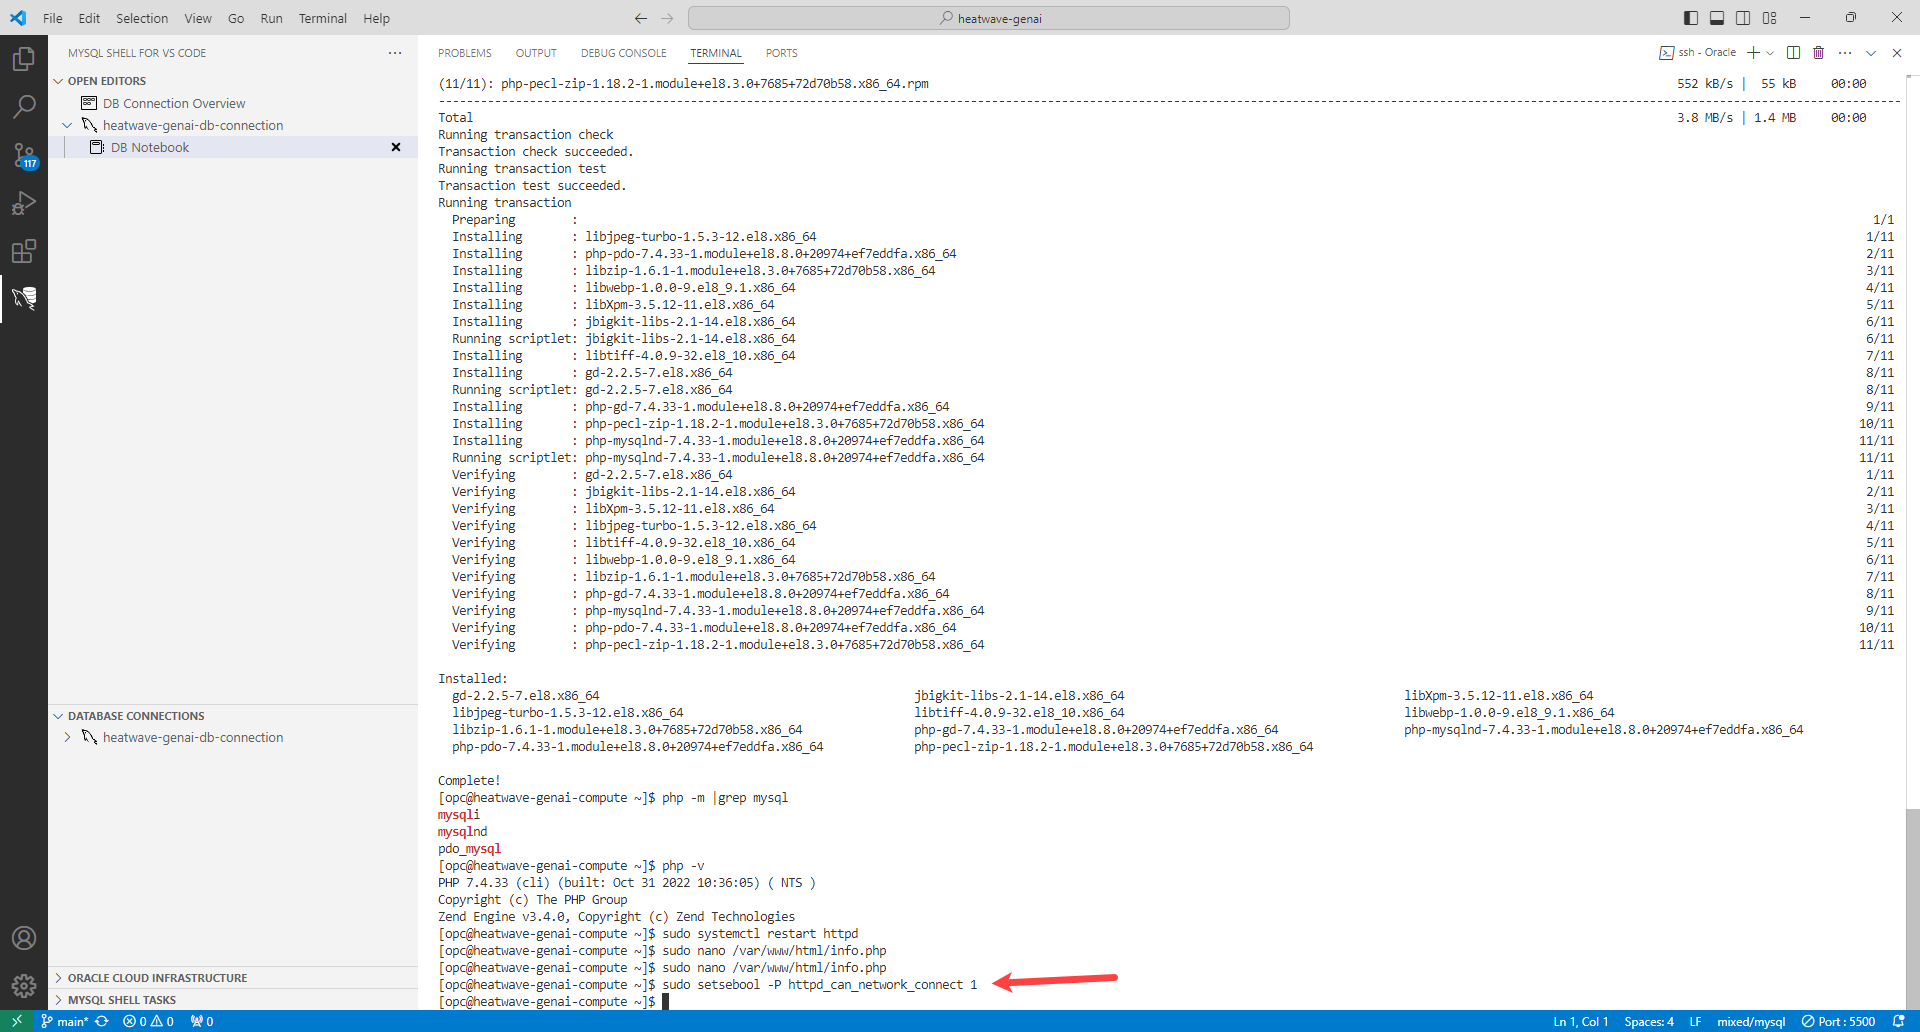 File Edit Selection View Go Run Terminal Help
heatwave-genai
MYSQL SHELL FOR VS CODE
OPEN EDITORS
DB Connection Overview
heatwave-genai-db-connection
DB Notebook
117
DATABASE CONNECTIONS
heatwave-genai-db-connection
ORACLE CLOUD INFRASTRUCTURE
MYSQL SHELL TASKS
PROBLEMS OUTPUT DEBUG CONSOLE TERMINAL PORTS
ssh - Oracle
(11/11): php-pecl-zip-1.18.2-1.module+el8.3.0+7685+72d70b58.x86_64.rpm 552 kB/s | 55 kB 00:00
Total 3.8 MB/s | 1.4 MB 00:00
Running transaction check
Transaction check succeeded.
Running transaction test
Transaction test succeeded.
Running transaction
Preparing : 1/1
Installing : libjpeg-turbo-1.5.3-12.el8.x86_64 1/11
Installing : php-pdo-7.4.33-1.module+el8.8.0+20974+ef7eddfa.x86_64 2/11
Installing : libzip-1.6.1-1.module+el8.3.0+7685+72d70b58.x86_64 3/11
Installing : libwebp-1.0.0-9.el8_9.1.x86_64 4/11
Installing : libXpm-3.5.12-11.el8.x86_64 5/11
Installing : jbigkit-libs-2.1-14.el8.x86_64 6/11
Running scriptlet: jbigkit-libs-2.1-14.el8.x86_64 6/11
Installing : libtiff-4.0.9-32.el8_10.x86_64 7/11
Installing : gd-2.2.5-7.el8.x86_64 8/11
Running scriptlet: gd-2.2.5-7.el8.x86_64 8/11
Installing : php-gd-7.4.33-1.module+el8.8.0+20974+ef7eddfa.x86_64 9/11
Installing : php-pecl-zip-1.18.2-1.module+el8.3.0+7685+72d70b58.x86_64 10/11
Installing : php-mysqlnd-7.4.33-1.module+el8.8.0+20974+ef7eddfa.x86_64 11/11
Running scriptlet: php-mysqlnd-7.4.33-1.module+el8.8.0+20974+ef7eddfa.x86_64 11/11
Verifying : gd-2.2.5-7.el8.x86_64 1/11
Verifying : jbigkit-libs-2.1-14.el8.x86_64 2/11
Verifying : libXpm-3.5.12-11.el8.x86_64 3/11
Verifying : libjpeg-turbo-1.5.3-12.el8.x86_64 4/11
Verifying : libtiff-4.0.9-32.el8_10.x86_64 5/11
Verifying : libwebp-1.0.0-9.el8_9.1.x86_64 6/11
Verifying : libzip-1.6.1-1.module+el8.3.0+7685+72d70b58.x86_64 7/11
Verifying : php-gd-7.4.33-1.module+el8.8.0+20974+ef7eddfa.x86_64 8/11
Verifying : php-mysqlnd-7.4.33-1.module+el8.8.0+20974+ef7eddfa.x86_64 9/11
Verifying : php-pdo-7.4.33-1.module+el8.8.0+20974+ef7eddfa.x86_64 10/11
Verifying : php-pecl-zip-1.18.2-1.module+el8.3.0+7685+72d70b58.x86_64 11/11
Installed:
gd-2.2.5-7.el8.x86_64 jbigkit-libs-2.1-14.el8.x86_64 libXpm-3.5.12-11.el8.x86_64
libjpeg-turbo-1.5.3-12.el8.x86_64 libtiff-4.0.9-32.el8_10.x86_64 libwebp-1.0.0-9.el8_9.1.x86_64
libzip-1.6.1-1.module+el8.3.0+7685+72d70b58.x86_64 php-gd-7.4.33-1.module+el8.8.0+20974+ef7eddfa.x86_64 php-mysqlnd-7.4.33-1.module+el8.8.0+20974+ef7eddfa.x86_64
php-pdo-7.4.33-1.module+el8.8.0+20974+ef7eddfa.x86_64 php-pecl-zip-1.18.2-1.module+el8.3.0+7685+72d70b58.x86_64
Complete!
[opc@heatwave-genai-compute ~]$ php -m |grep mysql
mysqli
mysqlnd
pdo_mysql
[opc@heatwave-genai-compute ~]$ php -v
PHP 7.4.33 (cli) (built: Oct 31 2022 10:36:05) ( NTS )
Copyright (c) The PHP Group
Zend Engine v3.4.0, Copyright (c) Zend Technologies
[opc@heatwave-genai-compute ~]$ sudo systemctl restart httpd
[opc@heatwave-genai-compute ~]$ sudo nano /var/www/html/info.php
[opc@heatwave-genai-compute ~]$ sudo nano /var/www/html/info.php
[opc@heatwave-genai-compute ~]$ sudo setsebool -P httpd_can_network_connect 1
[opc@heatwave-genai-compute ~]$
main* 0 0 0 Ln 1, Col 1 Spaces: 4 LF mixed/mysql Port : 5500